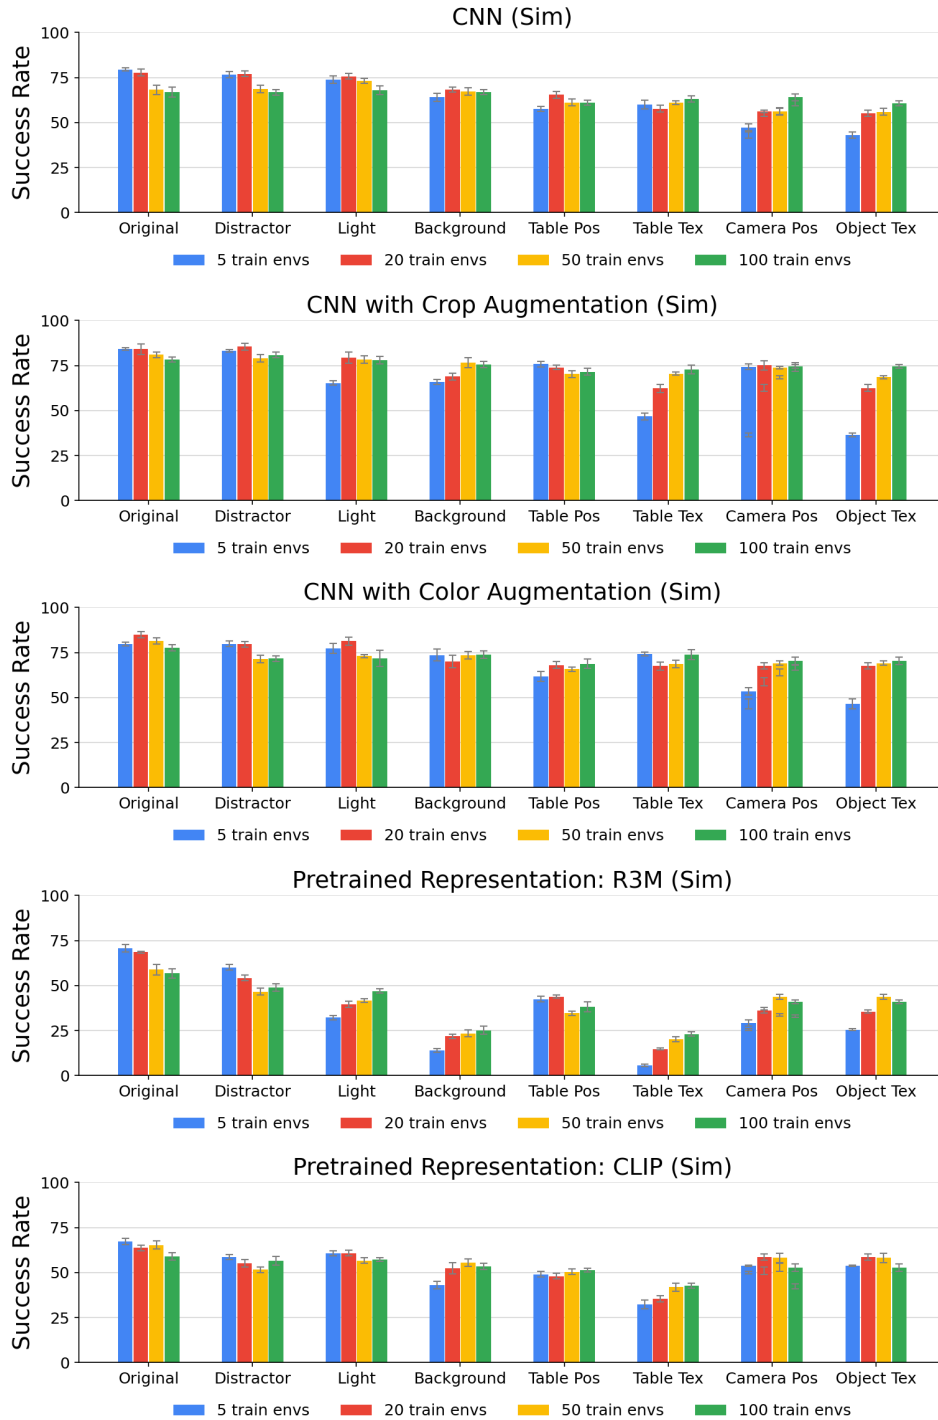 CNN (Sim)
Success Rate
100
75
50
25
0
Original Distractor Light Background Table Pos Table Tex Camera Pos Object Tex
5 train envs 20 train envs 50 train envs 100 train envs
CNN with Crop Augmentation (Sim)
Success Rate
100
75
50
25
0
Original Distractor Light Background Table Pos Table Tex Camera Pos Object Tex
5 train envs 20 train envs 50 train envs 100 train envs
CNN with Color Augmentation (Sim)
Success Rate
100
75
50
25
0
Original Distractor Light Background Table Pos Table Tex Camera Pos Object Tex
5 train envs 20 train envs 50 train envs 100 train envs
Pretrained Representation: R3M (Sim)
Success Rate
100
75
50
25
0
Original Distractor Light Background Table Pos Table Tex Camera Pos Object Tex
5 train envs 20 train envs 50 train envs 100 train envs
Pretrained Representation: CLIP (Sim)
Success Rate
100
75
50
25
0
Original Distractor Light Background Table Pos Table Tex Camera Pos Object Tex
5 train envs 20 train envs 50 train envs 100 train envs